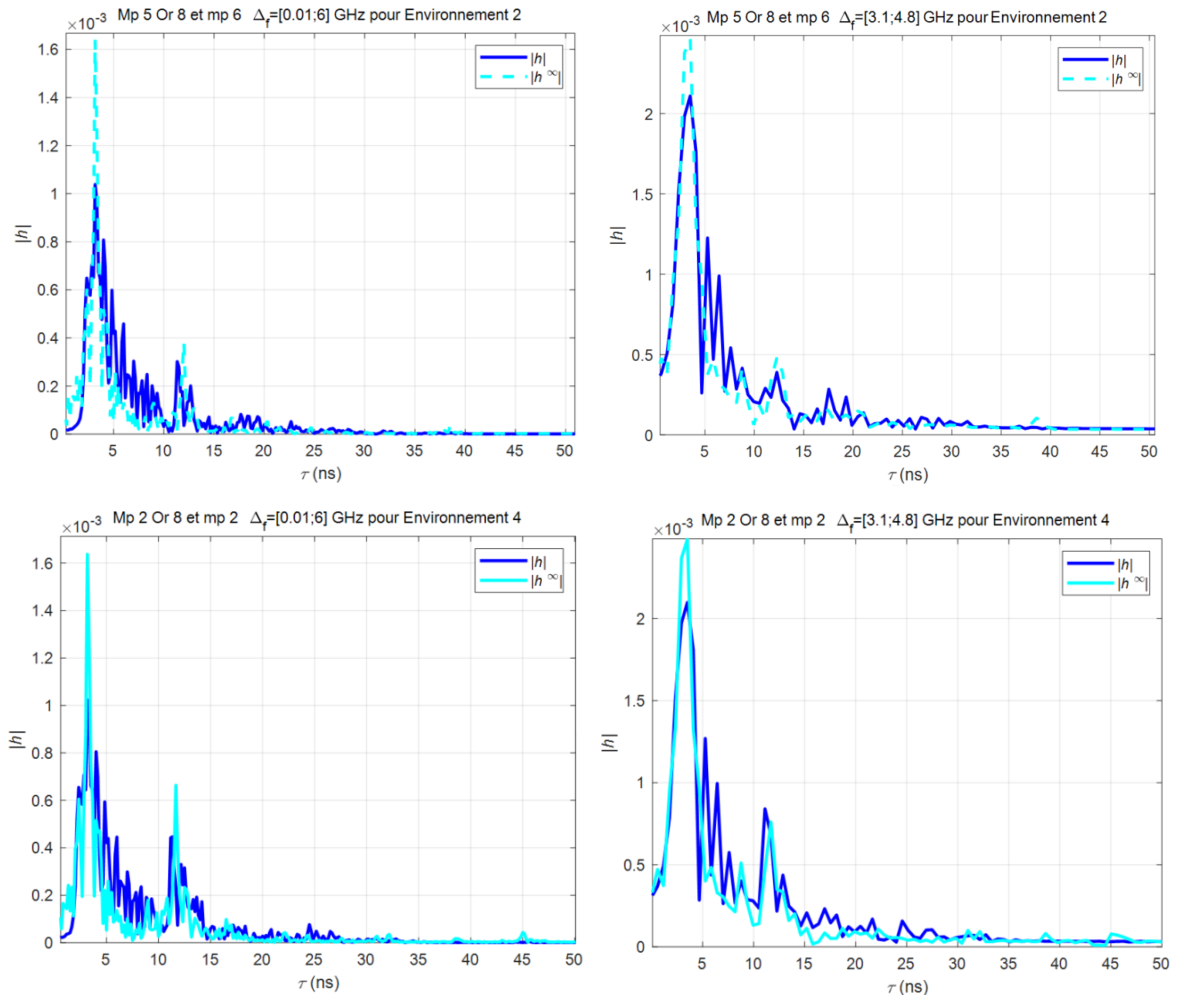 Mp 5 Or 8 et mp 6 Δf=[0.01;6] GHz pour Environnement 2
×10⁻³
1.6
1.4
1.2
1
0.8
0.6
0.4
0.2
0
|h|
|h|
|h ∞|
5 10 15 20 25 30 35 40 45 50
τ (ns)
Mp 5 Or 8 et mp 6 Δf=[3.1;4.8] GHz pour Environnement 2
×10⁻³
2
1.5
1
0.5
0
|h|
|h|
|h ∞|
5 10 15 20 25 30 35 40 45 50
τ (ns)
Mp 2 Or 8 et mp 2 Δf=[0.01;6] GHz pour Environnement 4
×10⁻³
1.6
1.4
1.2
1
0.8
0.6
0.4
0.2
0
|h|
|h|
|h ∞|
5 10 15 20 25 30 35 40 45 50
τ (ns)
Mp 2 Or 8 et mp 2 Δf=[3.1;4.8] GHz pour Environnement 4
×10⁻³
2
1.5
1
0.5
0
|h|
|h|
|h ∞|
5 10 15 20 25 30 35 40 45 50
τ (ns)